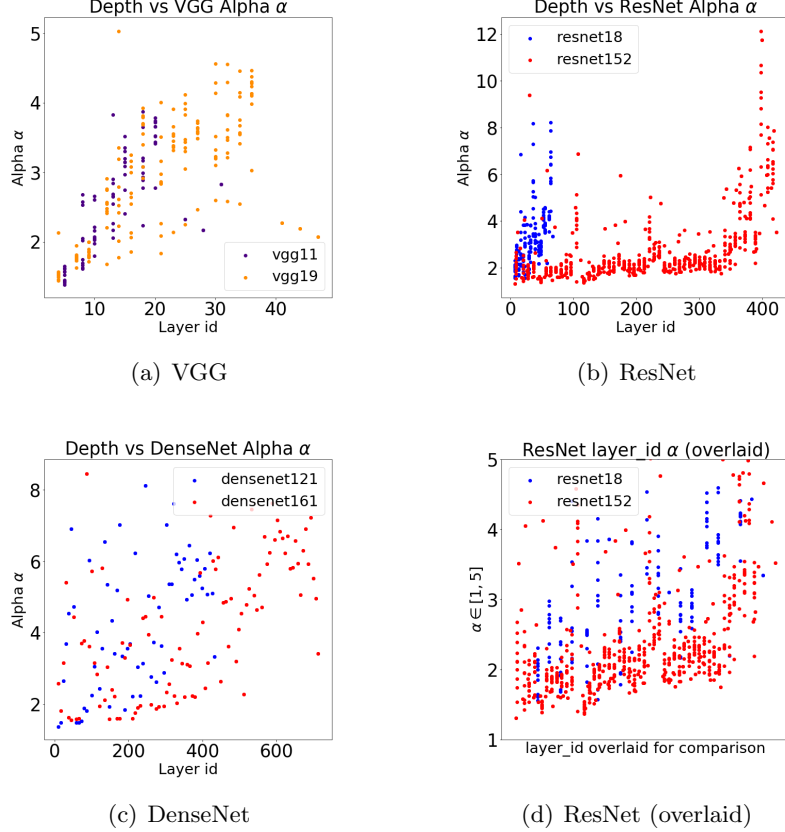 Depth vs VGG Alpha α
5
4
3
2
Alpha α
vgg11
vgg19
10 20 30 40
Layer id
(a) VGG
Depth vs ResNet Alpha α
12
10
8
6
4
2
Alpha α
resnet18
resnet152
0 100 200 300 400
Layer id
(b) ResNet
Depth vs DenseNet Alpha α
8
6
4
2
Alpha α
densenet121
densenet161
0 200 400 600
Layer id
(c) DenseNet
ResNet layer_id α (overlaid)
5
4
3
2
1
α ∈ [1, 5]
resnet18
resnet152
layer_id overlaid for comparison
(d) ResNet (overlaid)